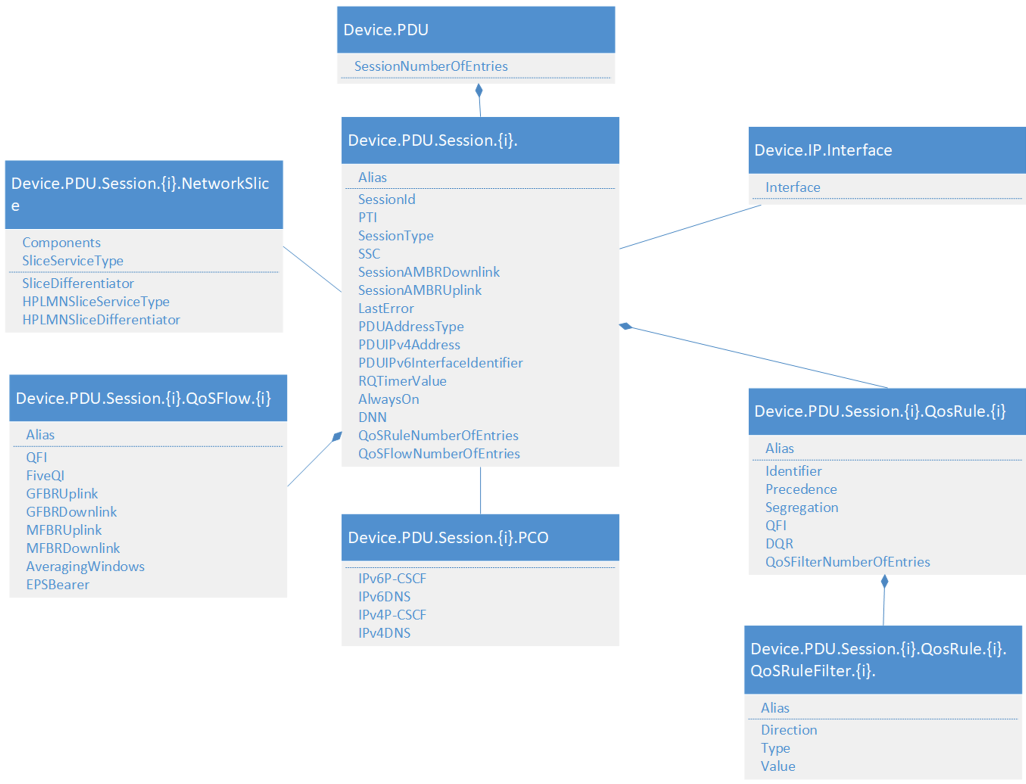 Device.PDU
SessionNumberOfEntries
Device.PDU.Session.{i}.
Alias
SessionId
PTI
SessionType
SSC
SessionAMBRDownlink
SessionAMBRUplink
LastError
PDUAddressType
PDUIPv4Address
PDUIPv6InterfaceIdentifier
RQTimerValue
AlwaysOn
DNN
QoSRuleNumberOfEntries
QoSFlowNumberOfEntries
Device.IP.Interface
Interface
Device.PDU.Session.{i}.NetworkSlic
e
Components
SliceServiceType
SliceDifferentiator
HPLMNSliceServiceType
HPLMNSliceDifferentiator
Device.PDU.Session.{i}.QoSFlow.{i}
Alias
QFI
FiveQI
GFBRUplink
GFBRDownlink
MFBRUplink
MFBRDownlink
AveragingWindows
EPSBearer
Device.PDU.Session.{i}.PCO
IPv6P-CSCF
IPv6DNS
IPv4P-CSCF
IPv4DNS
Device.PDU.Session.{i}.QosRule.{i}
Alias
Identifier
Precedence
Segregation
QFI
DQR
QoSFilterNumberOfEntries
Device.PDU.Session.{i}.QosRule.{i}.
QoSRuleFilter.{i}.
Alias
Direction
Type
Value